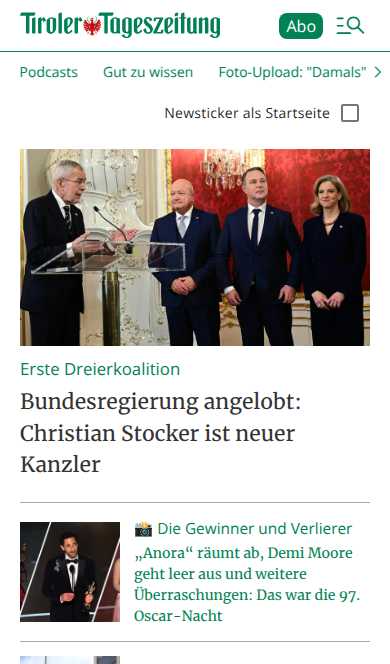 Tiroler Tageszeitung
Abo
Podcasts Gut zu wissen Foto-Upload: "Damals"
Newsticker als Startseite
Erste Dreierkoalition
Bundesregierung angelobt:
Christian Stocker ist neuer
Kanzler
📸 Die Gewinner und Verlierer
„Anora“ räumt ab, Demi Moore
geht leer aus und weitere
Überraschungen: Das war die 97.
Oscar-Nacht